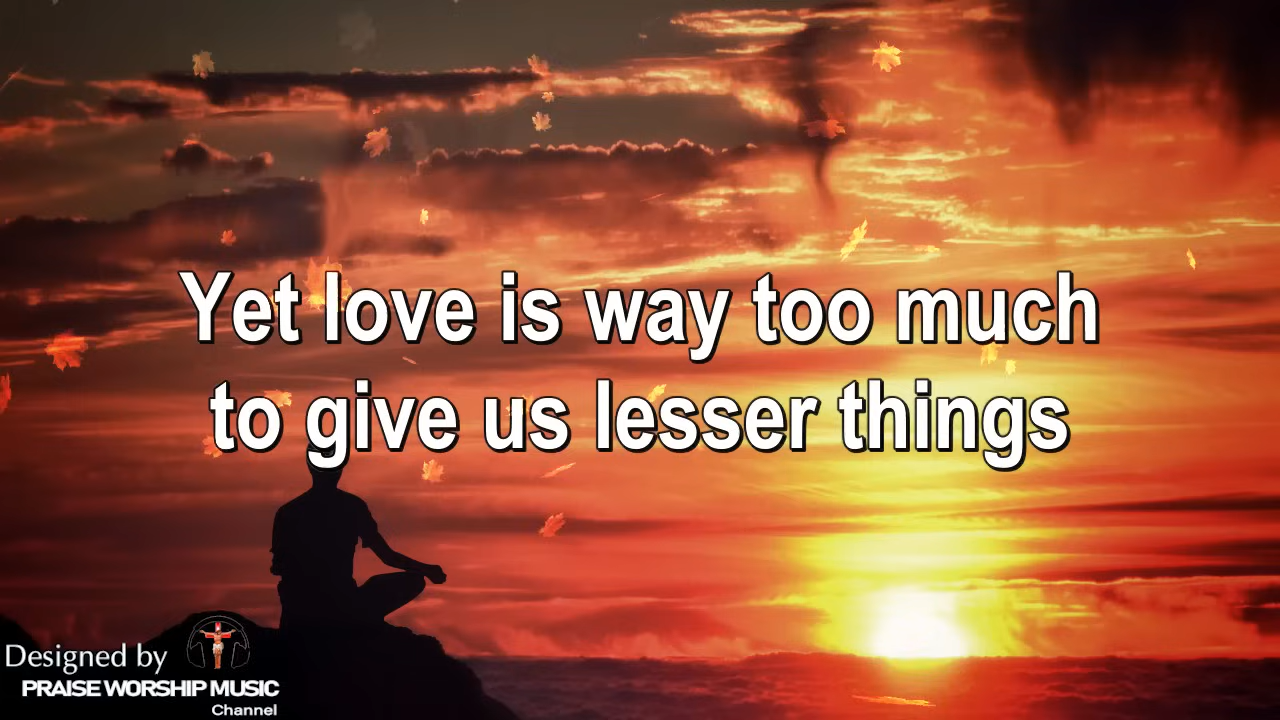 Yet love is way too much
to give us lesser things
Designed by
PRAISE WORSHIP MUSIC
Channel